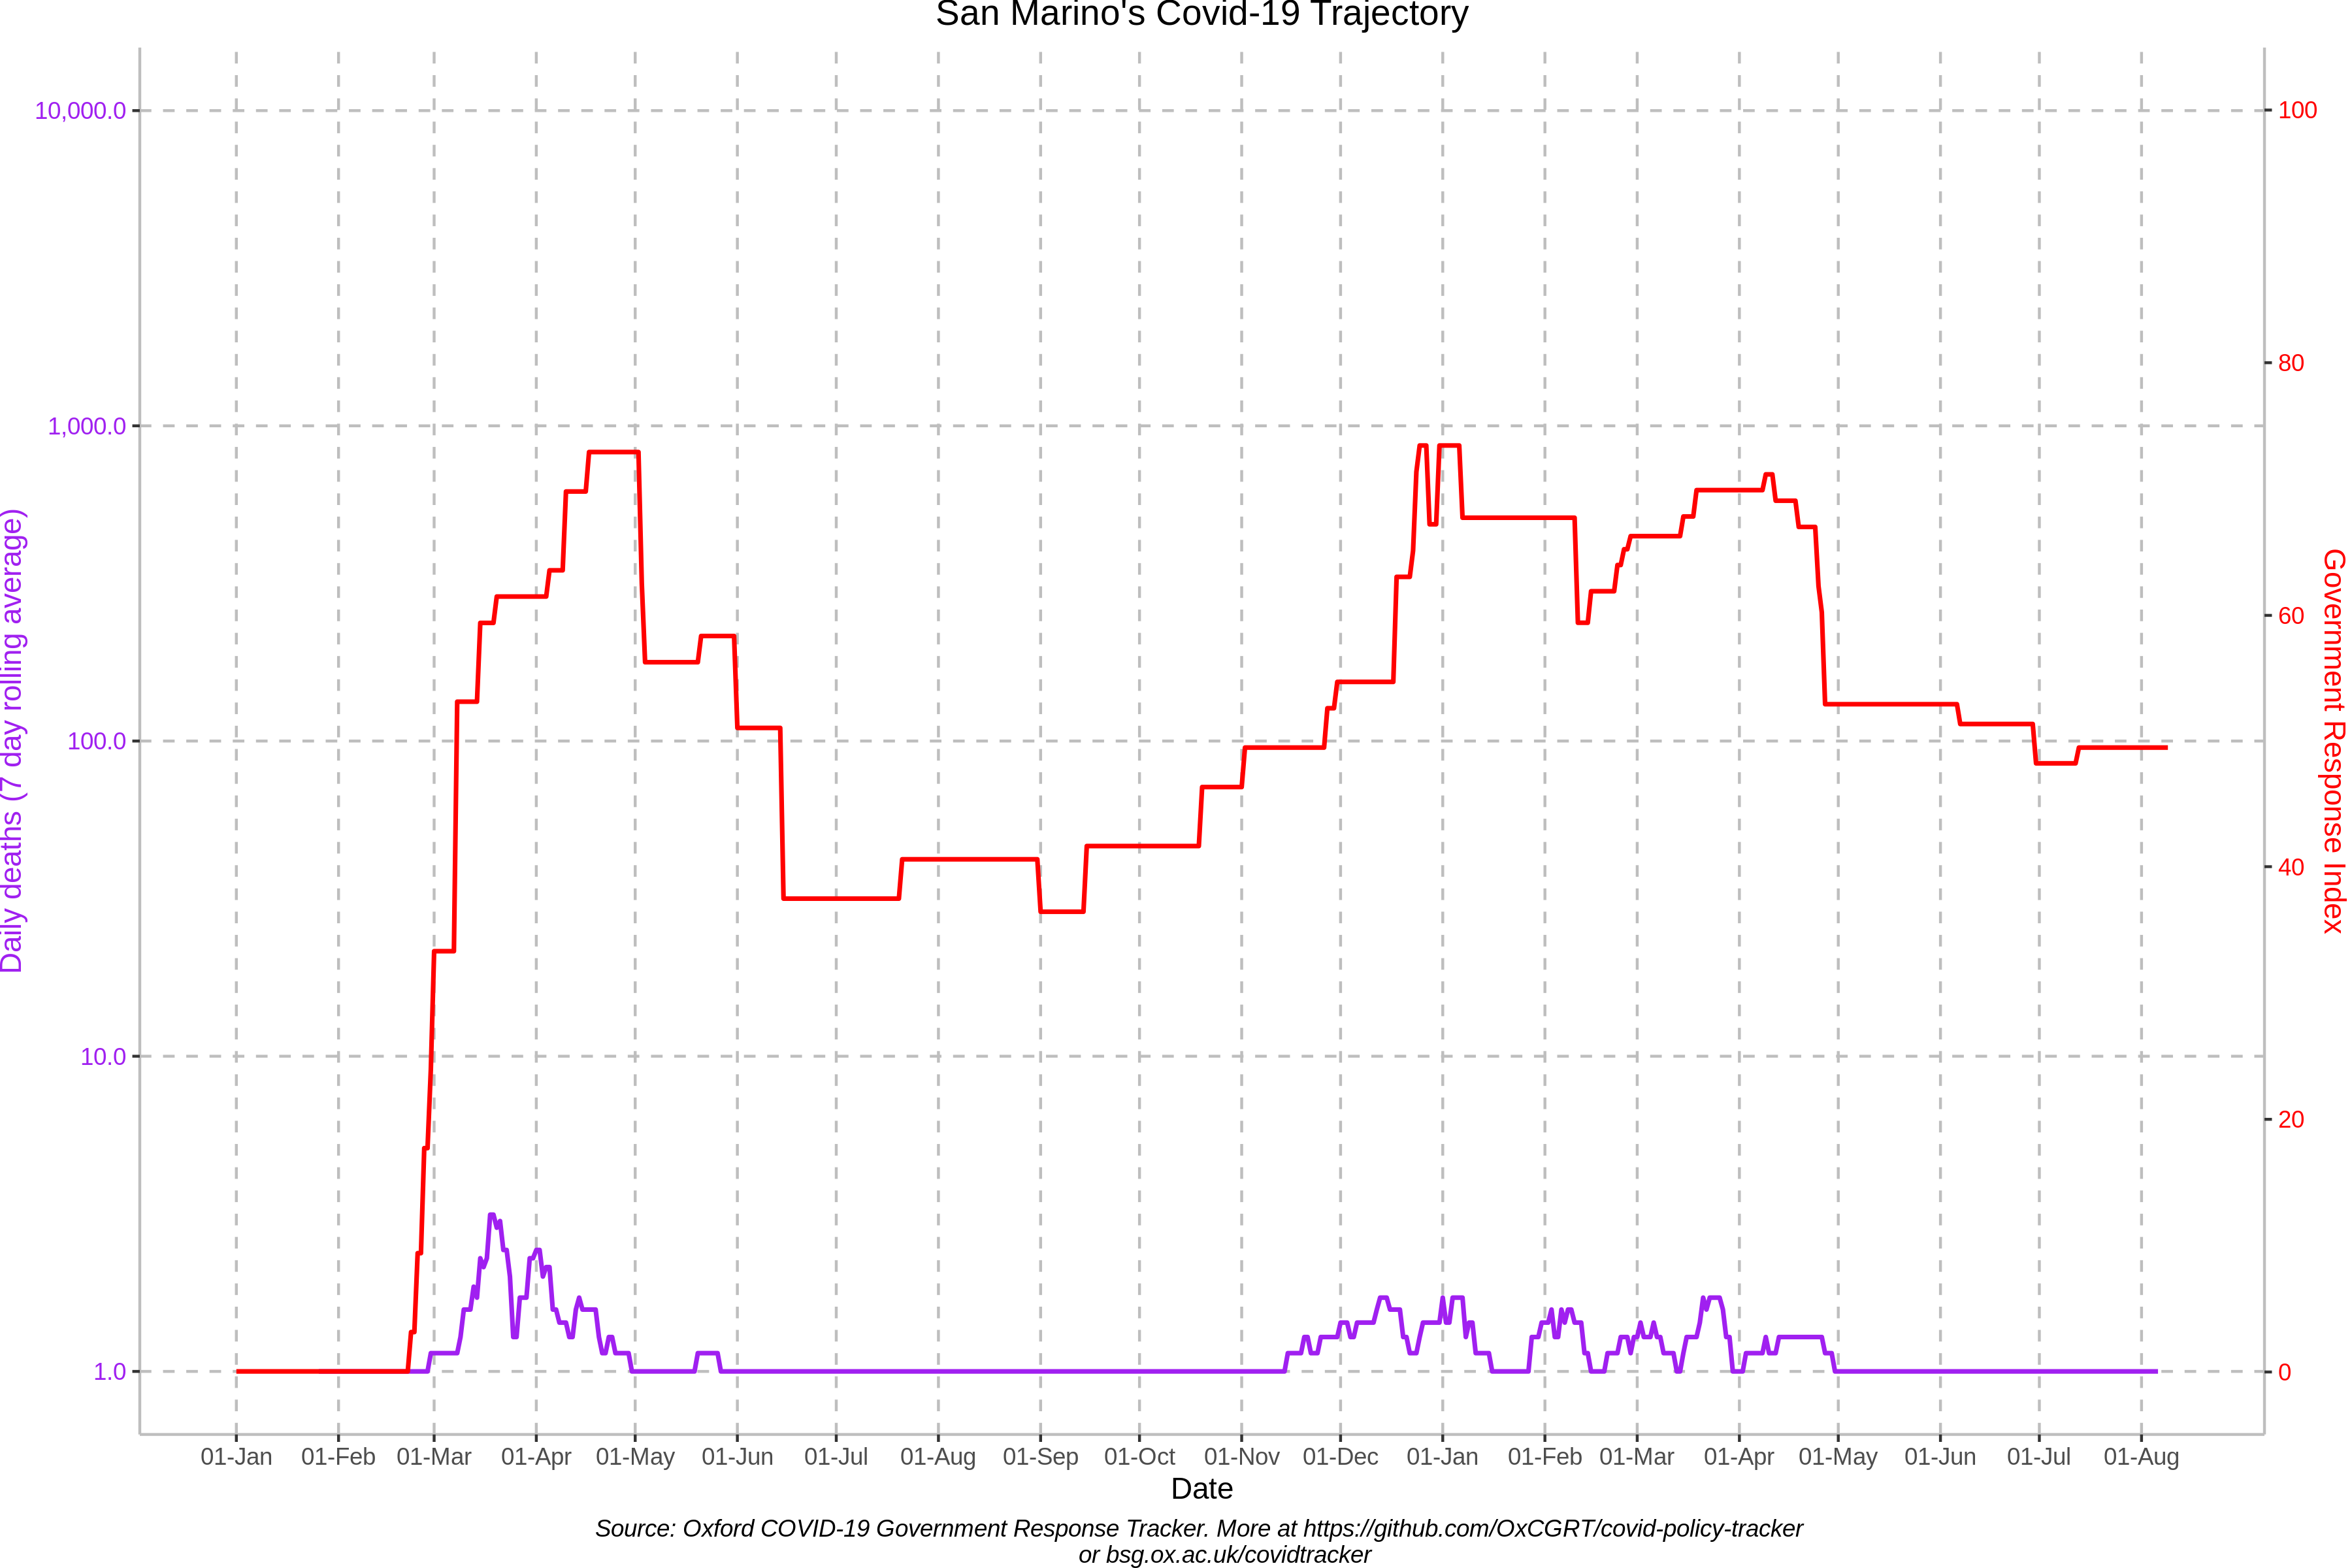 San Marino's Covid-19 Trajectory
10,000.0
1,000.0
100.0
10.0
1.0
Daily deaths (7 day rolling average)
100
80
60
40
20
0
Government Response Index
01-Jan 01-Feb 01-Mar 01-Apr 01-May 01-Jun 01-Jul 01-Aug 01-Sep 01-Oct 01-Nov 01-Dec 01-Jan 01-Feb 01-Mar 01-Apr 01-May 01-Jun 01-Jul 01-Aug
Date
Source: Oxford COVID-19 Government Response Tracker. More at https://github.com/OxCGRT/covid-policy-tracker
or bsg.ox.ac.uk/covidtracker